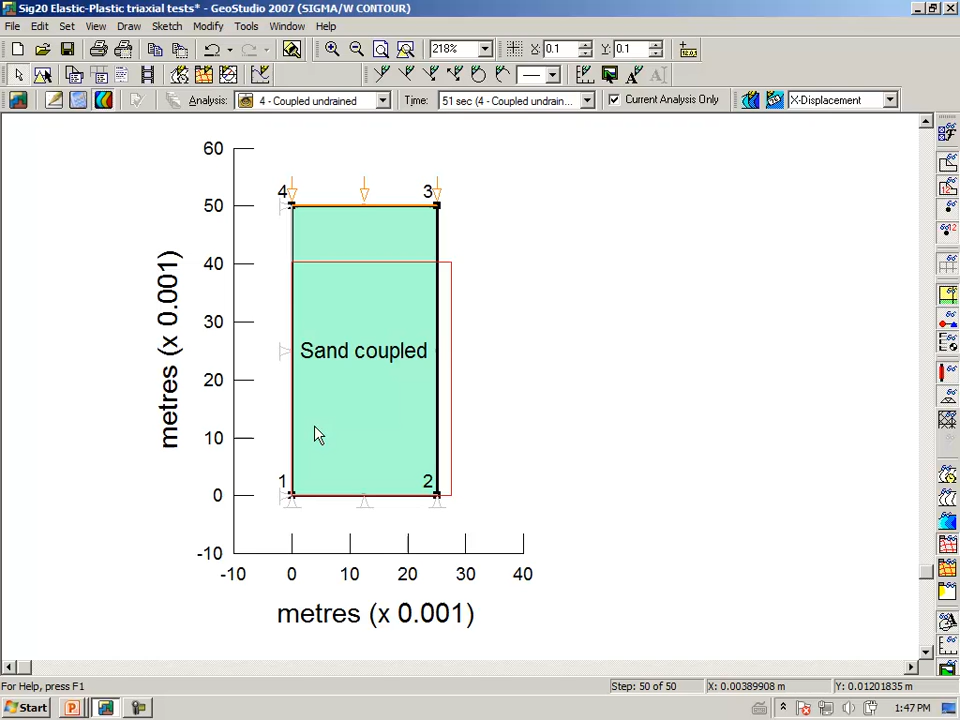 Sig20 Elastic-Plastic triaxial tests* - GeoStudio 2007 (SIGMA/W CONTOUR)
File Edit Set View Draw Sketch Modify Tools Window Help
218% X: 0.1 Y: 0.1
Analysis: 4 - Coupled undrained Time: 51 sec (4 - Coupled undrain... Current Analysis Only X-Displacement
60
50
40
30
20
10
0
-10
metres (x 0.001)
4 3
Sand coupled
1 2
-10 0 10 20 30 40
metres (x 0.001)
For Help, press F1 Step: 50 of 50 X: 0.00389908 m Y: 0.01201835 m
Start 1:47 PM